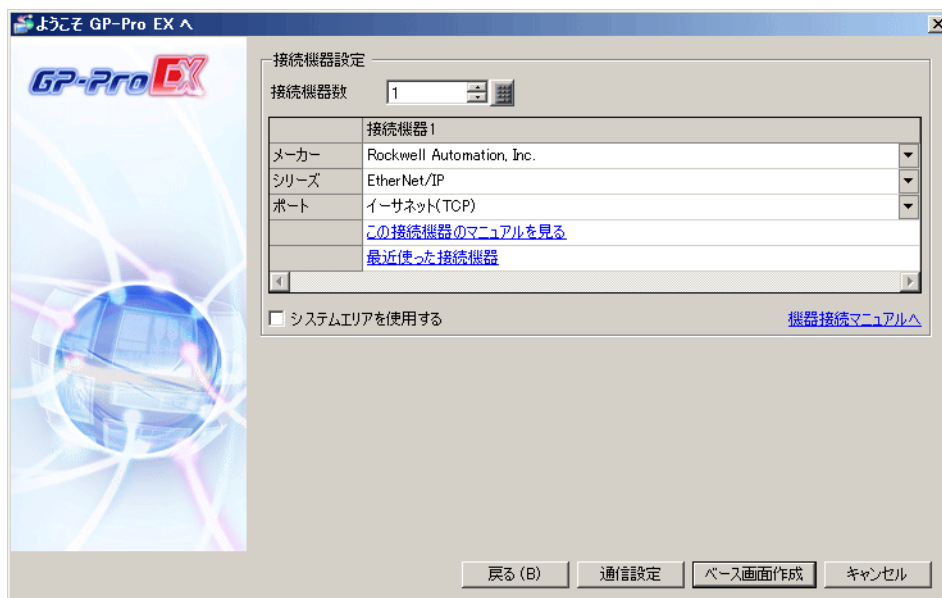 ようこそ GP-Pro EX へ
GP-Pro EX
接続機器設定
接続機器数 1
接続機器1
メーカー Rockwell Automation, Inc.
シリーズ EtherNet/IP
ポート イーサネット(TCP)
この接続機器のマニュアルを見る
最近使った接続機器
システムエリアを使用する 機器接続マニュアルへ
戻る(B) 通信設定 ベース画面作成 キャンセル